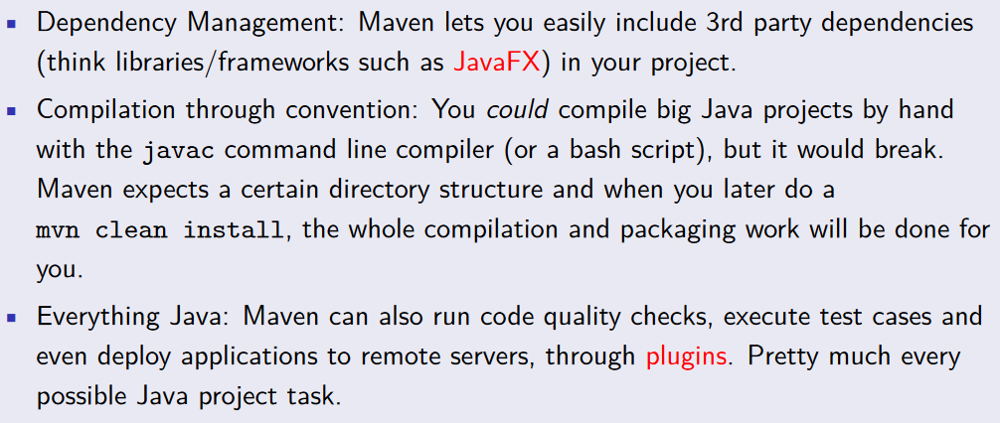 ▪ Dependency Management: Maven lets you easily include 3rd party dependencies
(think libraries/frameworks such as JavaFX) in your project.
▪ Compilation through convention: You could compile big Java projects by hand
with the javac command line compiler (or a bash script), but it would break.
Maven expects a certain directory structure and when you later do a
mvn clean install, the whole compilation and packaging work will be done for
you.
▪ Everything Java: Maven can also run code quality checks, execute test cases and
even deploy applications to remote servers, through plugins. Pretty much every
possible Java project task.